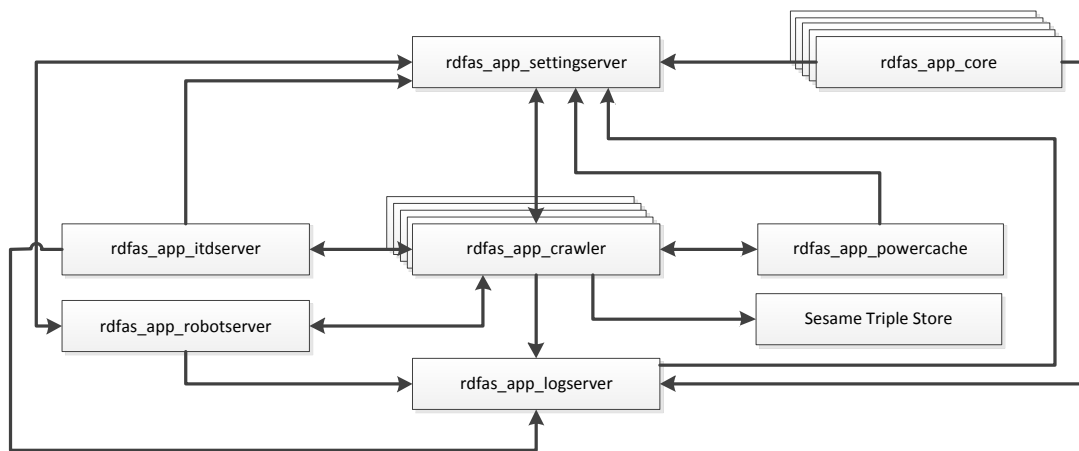 rdfas_app_settingserver
rdfas_app_core
rdfas_app_itdserver
rdfas_app_crawler
rdfas_app_powercache
rdfas_app_robotserver
Sesame Triple Store
rdfas_app_logserver